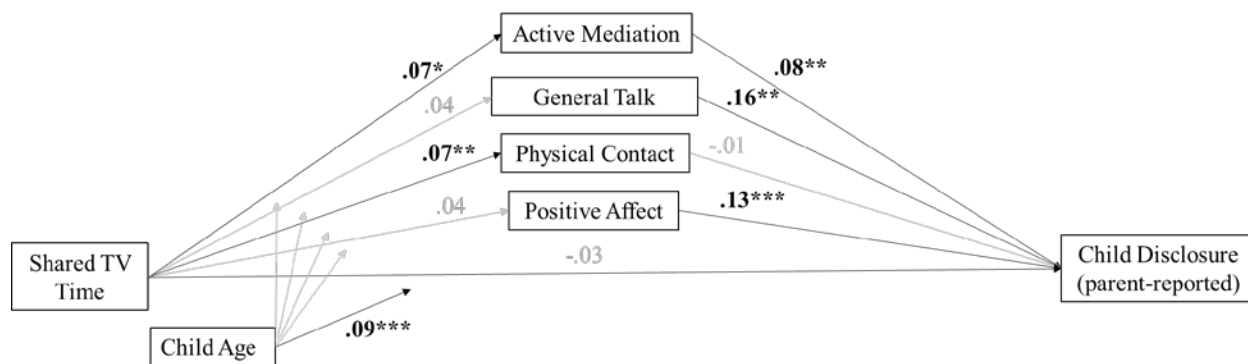 Active Mediation
.07*
.08**
.04
General Talk
.16**
.07**
Physical Contact
-.01
.04
Positive Affect
.13***
Shared TV
Time
-.03
Child Disclosure
(parent-reported)
.09***
Child Age